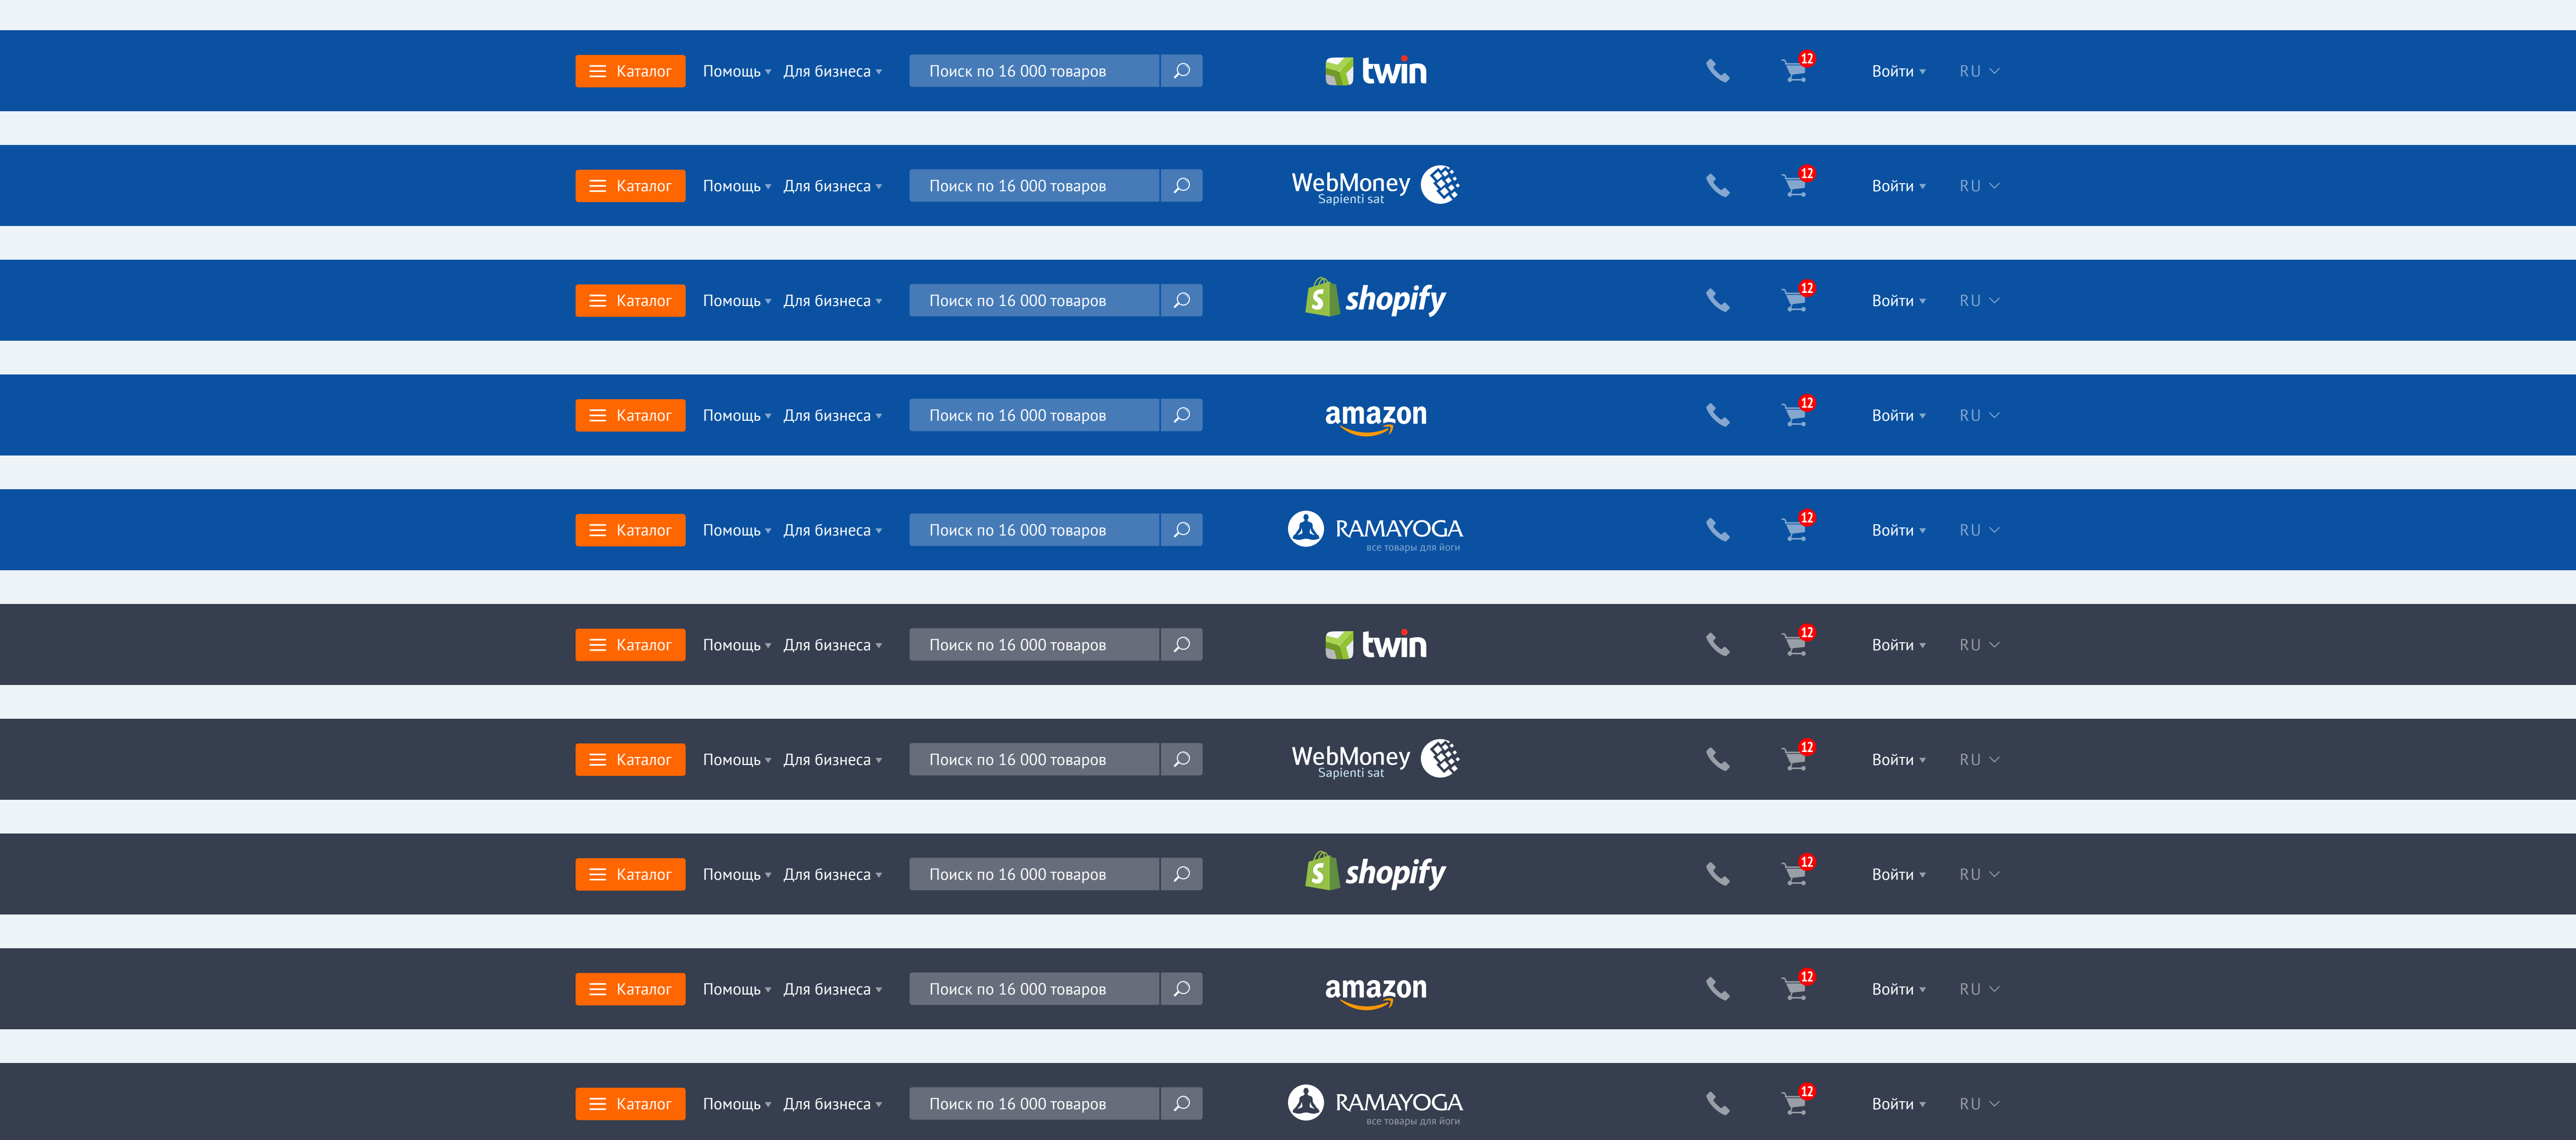 Каталог Помощь Для бизнеса Поиск по 16 000 товаров twin 12 Войти RU
Каталог Помощь Для бизнеса Поиск по 16 000 товаров WebMoney 12 Войти RU
Sapienti sat
Каталог Помощь Для бизнеса Поиск по 16 000 товаров S shopify 12 Войти RU
Каталог Помощь Для бизнеса Поиск по 16 000 товаров amazon 12 Войти RU
Каталог Помощь Для бизнеса Поиск по 16 000 товаров RAMAYOGA 12 Войти RU
все товары для йоги
Каталог Помощь Для бизнеса Поиск по 16 000 товаров twin 12 Войти RU
Каталог Помощь Для бизнеса Поиск по 16 000 товаров WebMoney 12 Войти RU
Sapienti sat
Каталог Помощь Для бизнеса Поиск по 16 000 товаров S shopify 12 Войти RU
Каталог Помощь Для бизнеса Поиск по 16 000 товаров amazon 12 Войти RU
Каталог Помощь Для бизнеса Поиск по 16 000 товаров RAMAYOGA 12 Войти RU
все товары для йоги